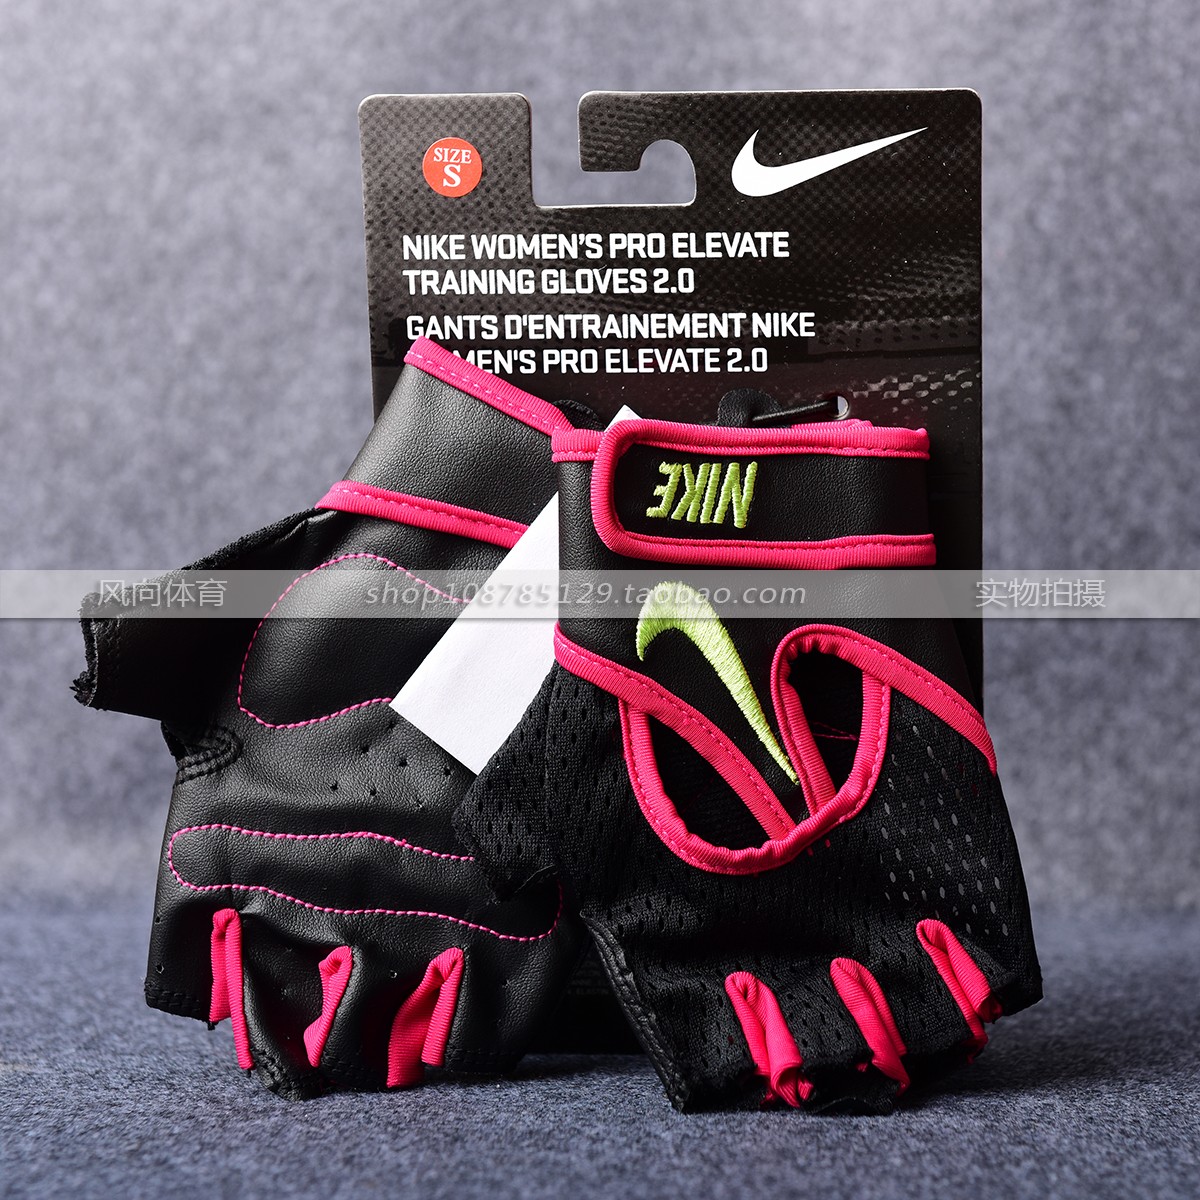 SIZE
S
NIKE WOMEN'S PRO ELEVATE
TRAINING GLOVES 2.0
GANTS D'ENTRAINEMENT NIKE
MEN'S PRO ELEVATE 2.0
NIKE
风向体育 shop108785129.taobao.com 实物拍摄